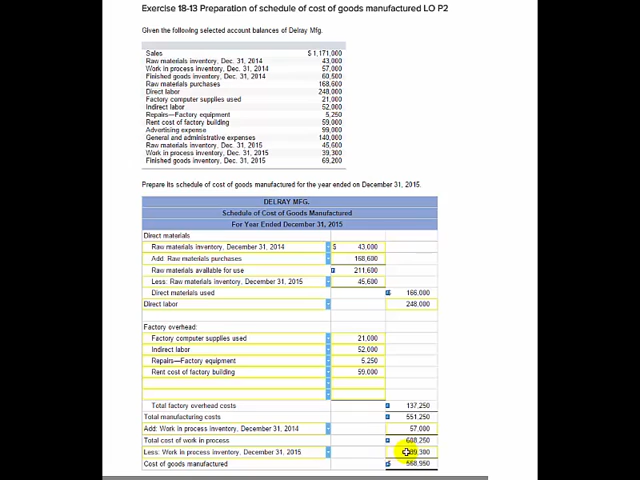 Exercise 18-13 Preparation of schedule of cost of goods manufactured LO P2
Given the following selected account balances of Delray Mfg.
Sales $ 1,171,000
Raw materials inventory, Dec. 31, 2014 43,000
Work in process inventory, Dec. 31, 2014 57,000
Finished goods inventory, Dec. 31, 2014 60,500
Raw materials purchases 168,600
Direct labor 248,000
Factory computer supplies used 21,000
Indirect labor 52,000
Repairs—Factory equipment 5,250
Rent cost of factory building 59,000
Advertising expense 99,000
General and administrative expenses 140,000
Raw materials inventory, Dec. 31, 2015 45,600
Work in process inventory, Dec. 31, 2015 39,300
Finished goods inventory, Dec. 31, 2015 69,200
Prepare its schedule of cost of goods manufactured for the year ended on December 31, 2015.
DELRAY MFG.
Schedule of Cost of Goods Manufactured
For Year Ended December 31, 2015
Direct materials
Raw materials inventory, December 31, 2014 $ 43,000
Add: Raw materials purchases 168,600
Raw materials available for use 211,600
Less: Raw materials inventory, December 31, 2015 45,600
Direct materials used 166,000
Direct labor 248,000
Factory overhead:
Factory computer supplies used 21,000
Indirect labor 52,000
Repairs—Factory equipment 5,250
Rent cost of factory building 59,000
Total factory overhead costs 137,250
Total manufacturing costs 551,250
Add: Work in process inventory, December 31, 2014 57,000
Total cost of work in process 608,250
Less: Work in process inventory, December 31, 2015 39,300
Cost of goods manufactured $ 568,950